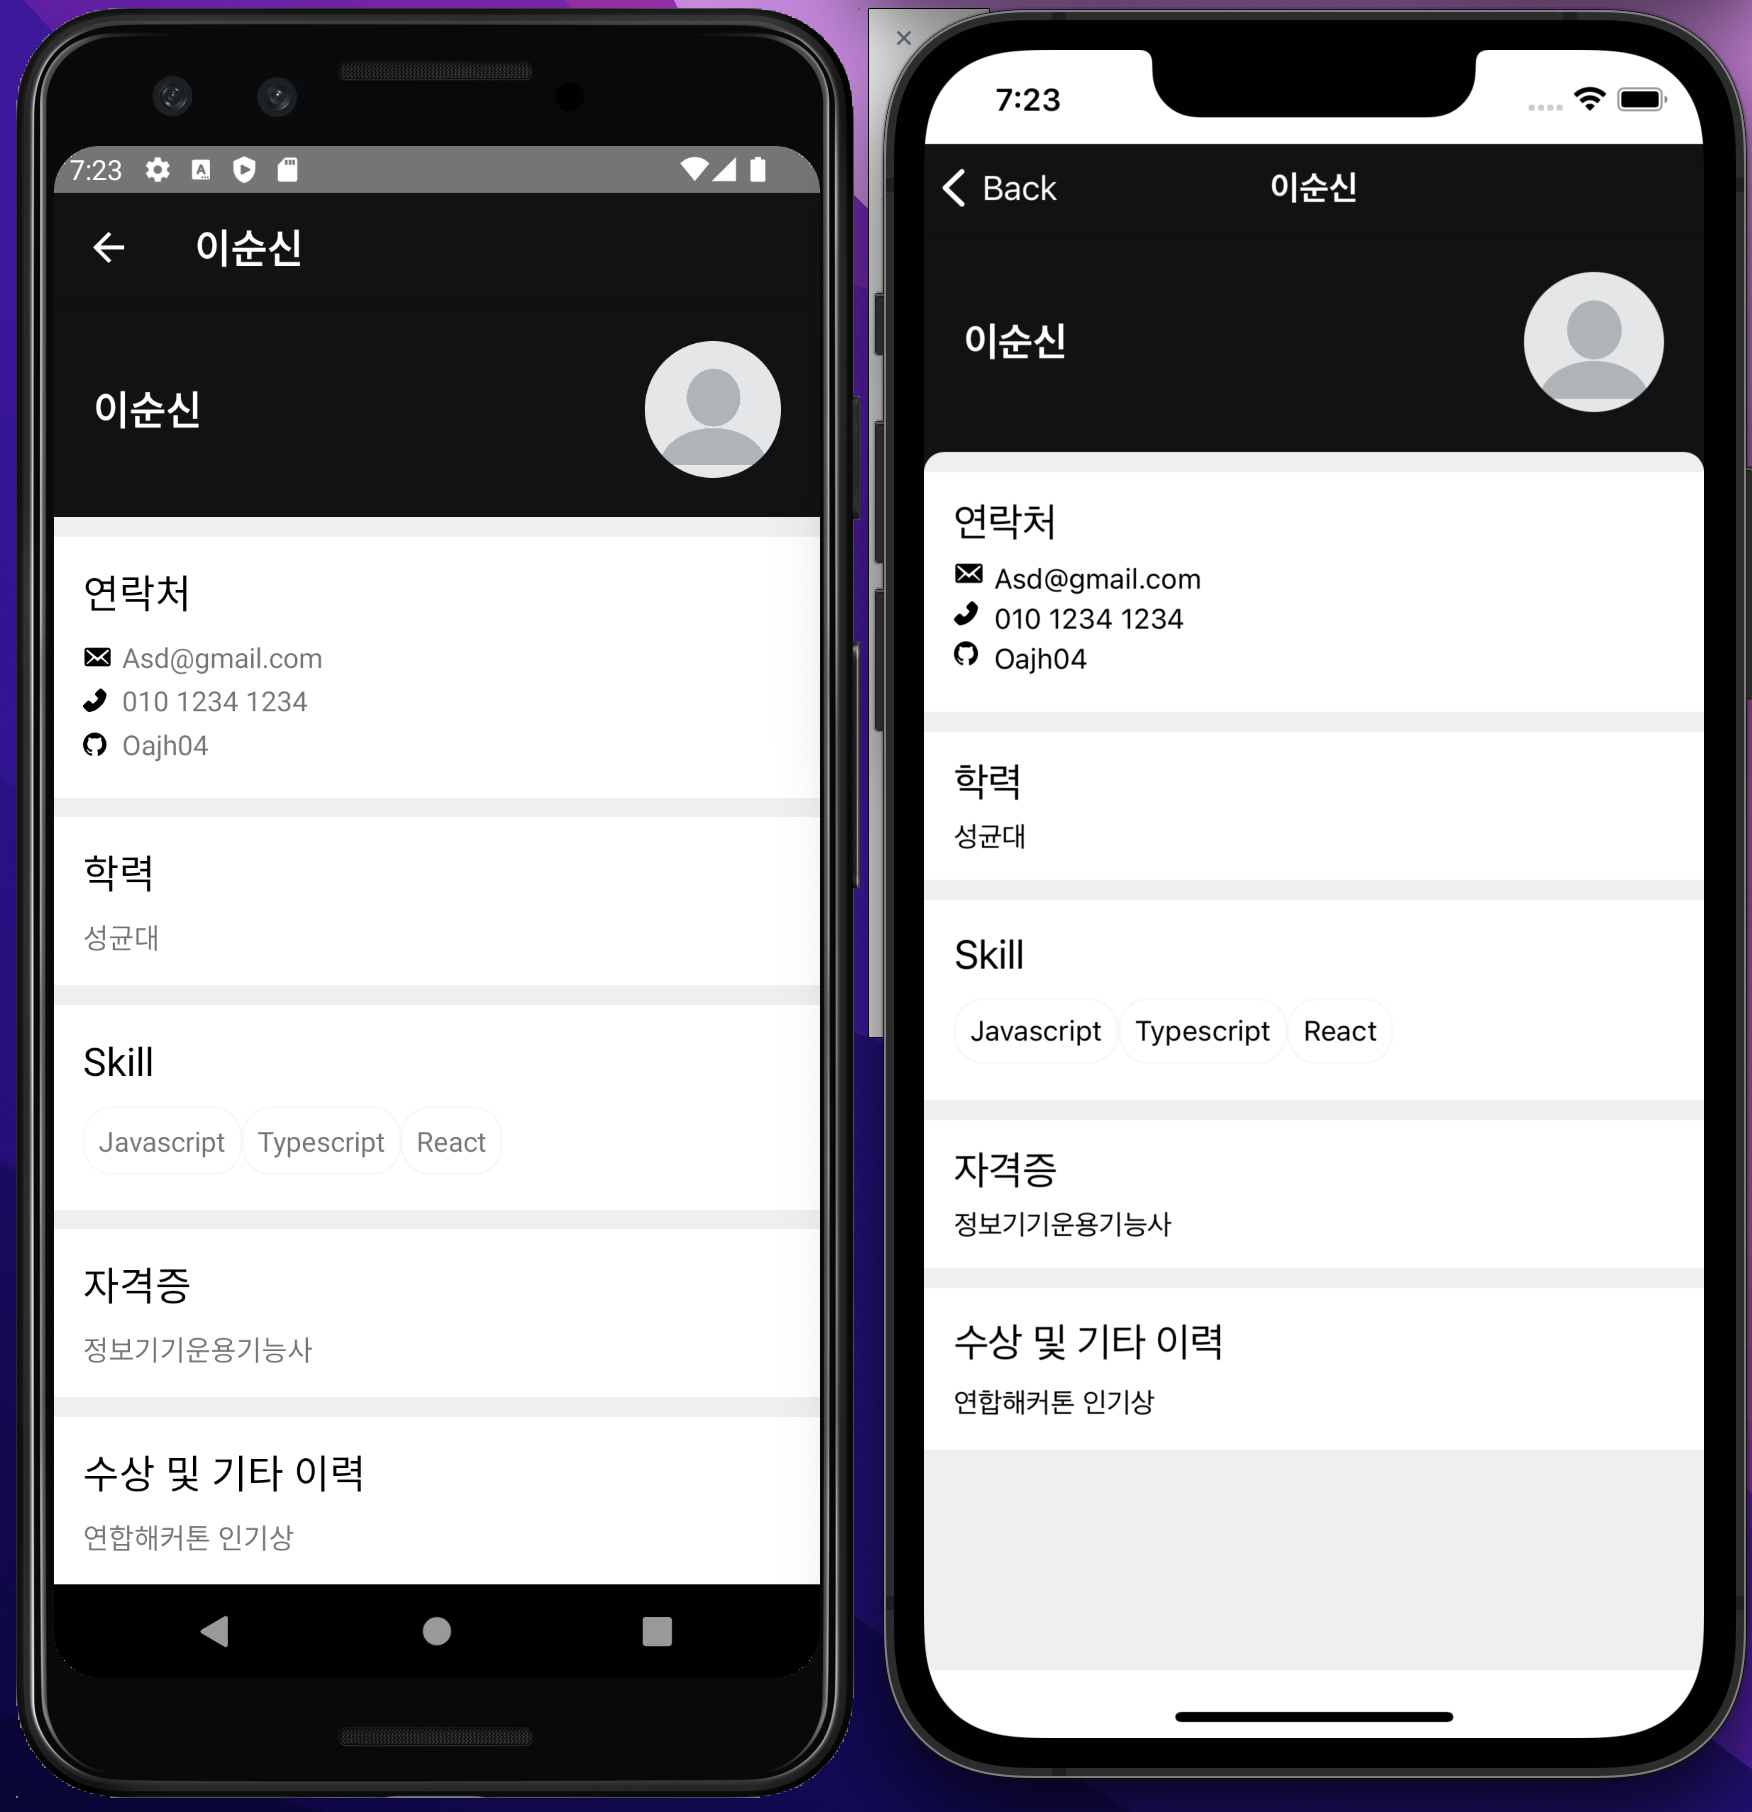 7:23
이순신
이순신
연락처
Asd@gmail.com
010 1234 1234
Oajh04
학력
성균대
Skill
Javascript Typescript React
자격증
정보기기운용기능사
수상 및 기타 이력
연합해커톤 인기상
7:23
Back 이순신
이순신
연락처
Asd@gmail.com
010 1234 1234
Oajh04
학력
성균대
Skill
Javascript Typescript React
자격증
정보기기운용기능사
수상 및 기타 이력
연합해커톤 인기상